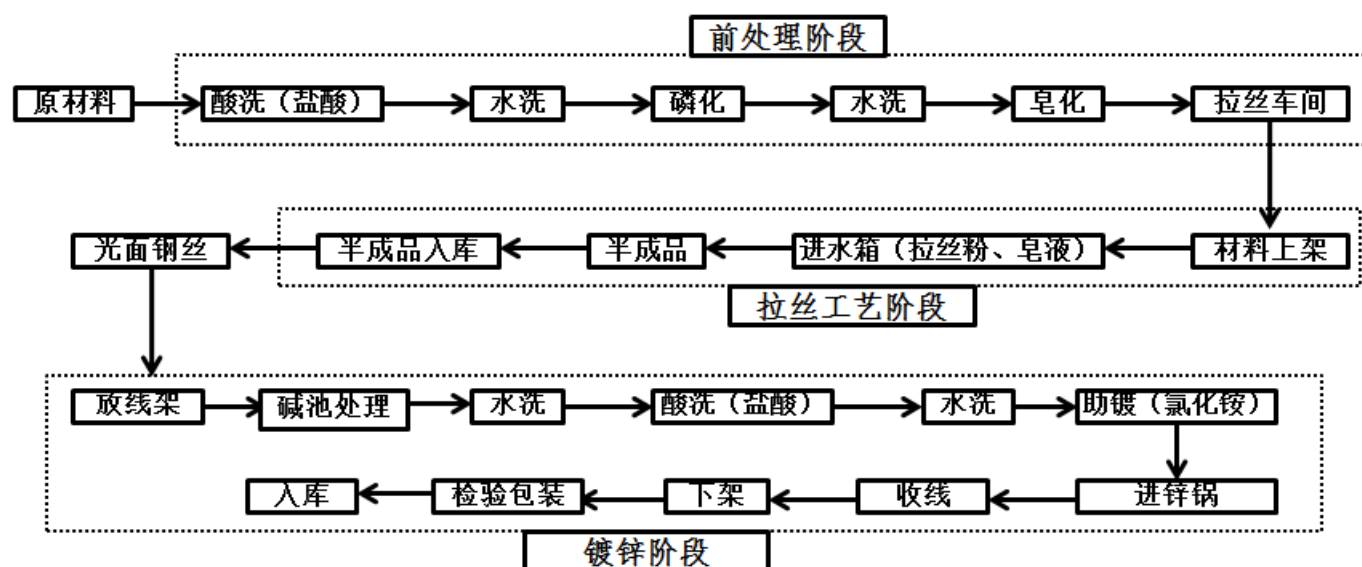 前处理阶段
原材料
酸洗（盐酸）
水洗
磷化
水洗
皂化
拉丝车间
光面钢丝
半成品入库
半成品
进水箱（拉丝粉、皂液）
材料上架
拉丝工艺阶段
放线架
碱池处理
水洗
酸洗（盐酸）
水洗
助镀（氯化铵）
入库
检验包装
下架
收线
进锌锅
镀锌阶段